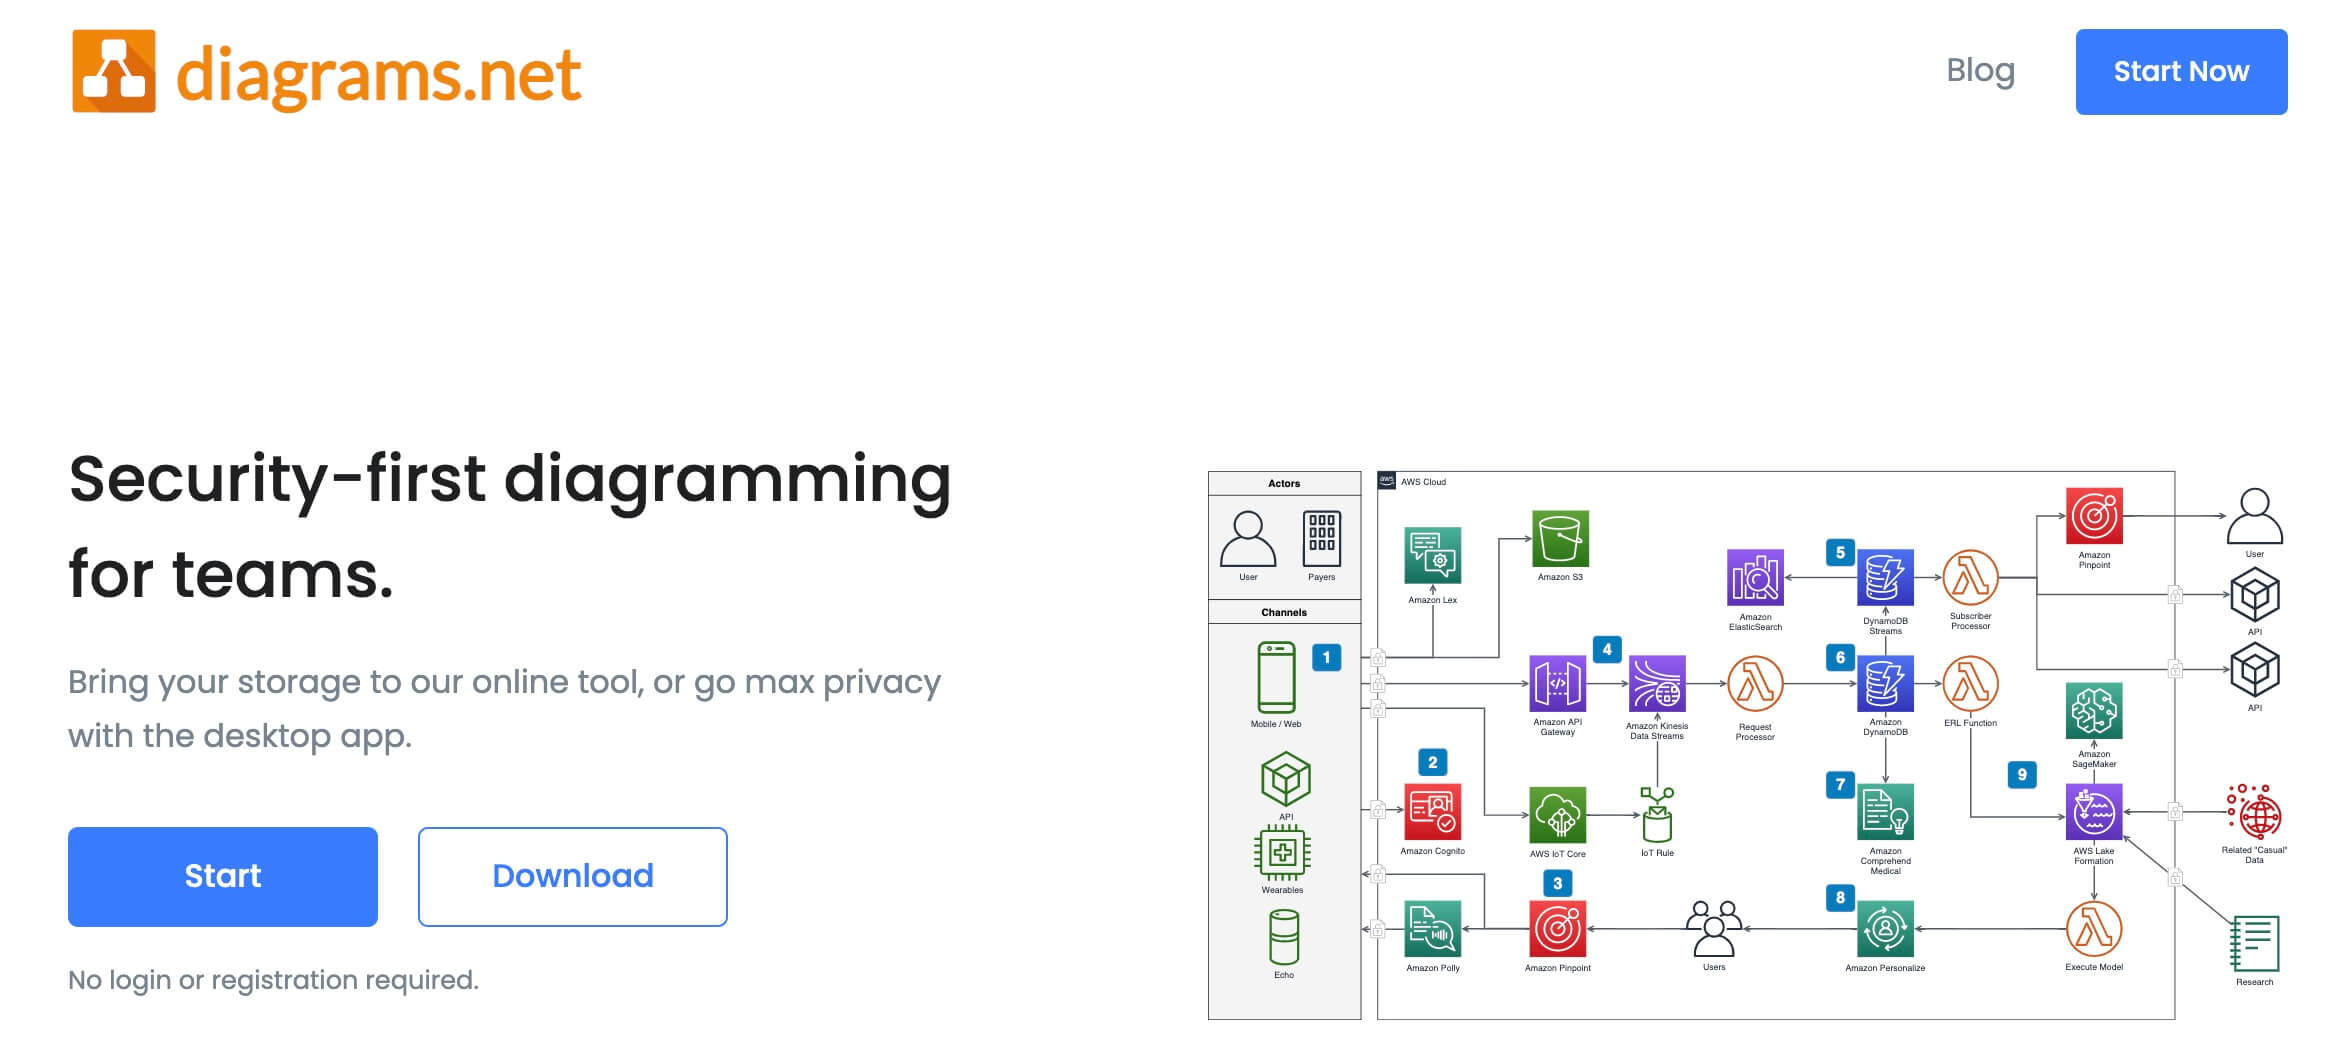 diagrams.net
Blog
Start Now
Security-first diagramming
for teams.
Bring your storage to our online tool, or go max privacy
with the desktop app.
Start
Download
No login or registration required.
Actors
User
Payers
Channels
1
Mobile / Web
API
Wearables
Echo
aws
AWS Cloud
Amazon Lex
Amazon S3
Amazon
ElasticSearch
5
DynamoDB
Streams
Subscriber
Processor
Amazon
Pinpoint
User
API
API
4
Amazon API
Gateway
Amazon Kinesis
Data Streams
Request
Processor
6
Amazon
DynamoDB
ERL Function
Amazon
SageMaker
2
Amazon Cognito
AWS IoT Core
IoT Rule
7
Amazon
Comprehend
Medical
9
AWS Lake
Formation
Related "Casual"
Data
Amazon Polly
3
Amazon Pinpoint
Users
8
Amazon Personalize
Execute Model
Research